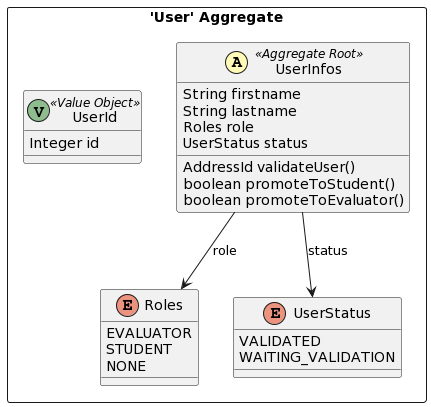 'User' Aggregate
A «Aggregate Root»
UserInfos
String firstname
String lastname
Roles role
UserStatus status
AddressId validateUser()
boolean promoteToStudent()
boolean promoteToEvaluator()
V «Value Object»
UserId
Integer id
role
status
E Roles
EVALUATOR
STUDENT
NONE
E UserStatus
VALIDATED
WAITING_VALIDATION